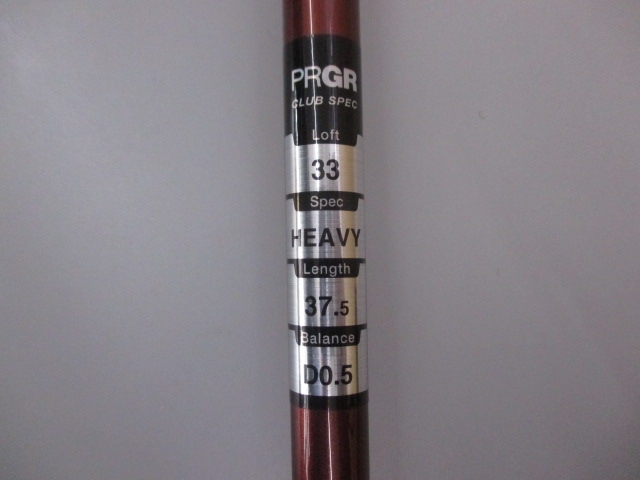 PRGR
CLUB SPEC
Loft
33
Spec
HEAVY
Length
37.5
Balance
D0.5